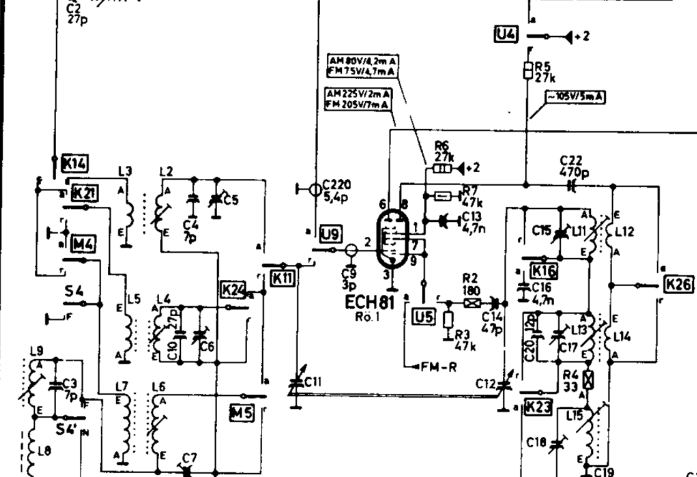 C2
27p
U4
+2
R5
27k
AM 80V/4,2mA
FM 75V/4,7mA
AM 225V/2mA
FM 205V/7mA
~105V/5mA
K14
L3
L2
R6
27k
+2
C22
470p
K21
A
A
C220
5,4p
6
8
R7
47k
C4
7p
C5
C13
4,7n
A
E
M4
E
E
U9
1
2
7
9
3
C15
L11
L12
a
r
C9
3p
K16
K11
E
A
S4
L5
L4
K24
ECH81
Rö.1
R2
180
C16
4,7n
K26
F
E
A
27p
C10
C6
U5
C14
47p
12p
C20
L13
C17
L14
A
E
R3
47k
L9
A
C3
7p
L7
L6
C11
FM-R
C12
R4
33
E
A
A
M5
K23
A
S4'
F
N
L15
L8
E
E
C7
C18
E
C19